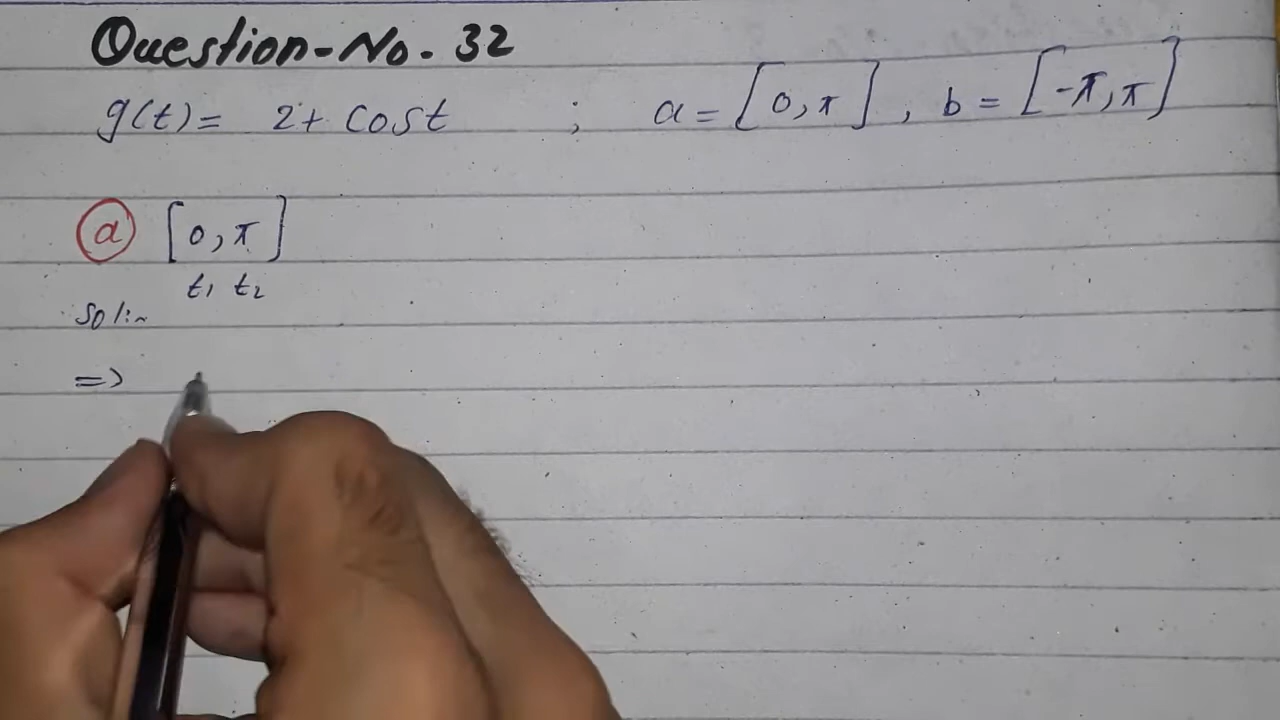 Question-No. 32
g(t) = 2 + Cost ; a = [0, π] , b = [-π, π]
a [0, π]
t₁ t₂
Sol:~
=>